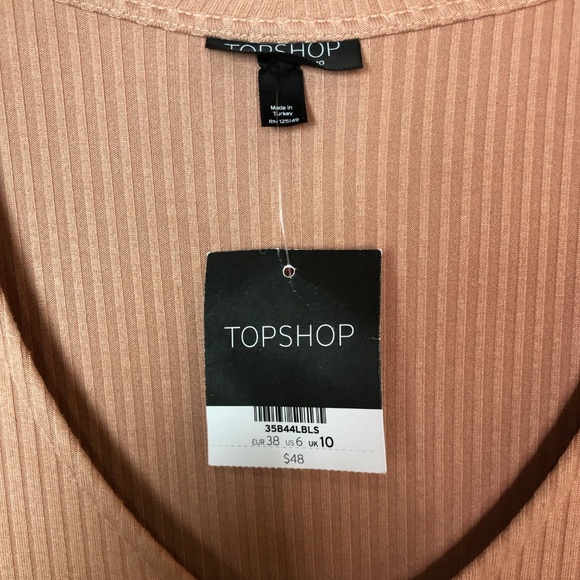 TOPSHOP
Made in
Turkey
RN 125149
TOPSHOP
35B44LBLS
EUR 38 US 6 UK 10
$48